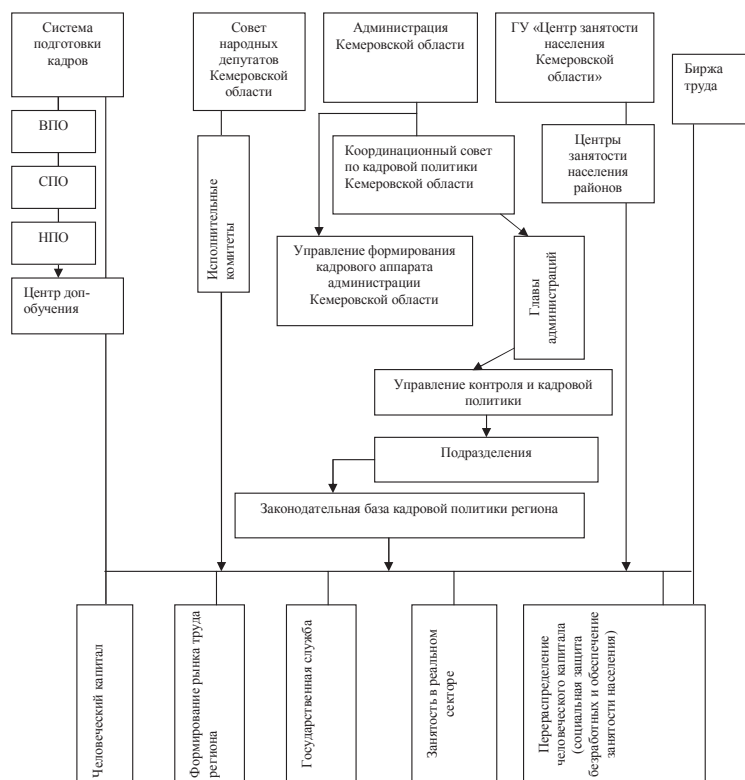 Система
подготовки
кадров
Совет
народных
депутатов
Кемеровской
области
Администрация
Кемеровской области
ГУ «Центр занятости
населения
Кемеровской
области»
Биржа
труда
ВПО
СПО
НПО
Центр доп-
обучения
Исполнительные
комитеты
Координационный совет
по кадровой политики
Кемеровской области
Центры
занятости
населения
районов
Управление формирования
кадрового аппарата
администрации
Кемеровской области
Главы
администраций
Управление контроля и кадровой
политики
Подразделения
Законодательная база кадровой политики региона
Человеческий капитал
Формирование рынка труда
региона
Государственная служба
Занятость в реальном
секторе
Перераспределение
человеческого капитала
(социальная защита
безработных и обеспечение
занятости населения)